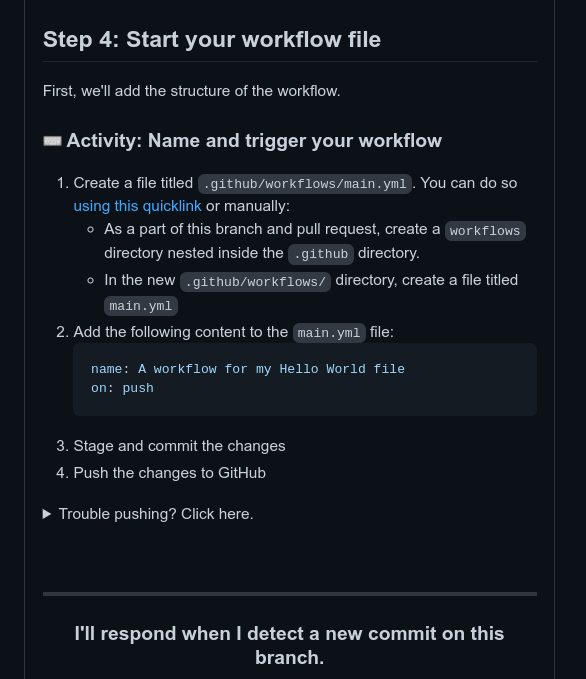 Step 4: Start your workflow file
First, we'll add the structure of the workflow.
Activity: Name and trigger your workflow
1. Create a file titled .github/workflows/main.yml. You can do so
using this quicklink or manually:
As a part of this branch and pull request, create a workflows
directory nested inside the .github directory.
In the new .github/workflows/ directory, create a file titled
main.yml
2. Add the following content to the main.yml file:
name: A workflow for my Hello World file
on: push
3. Stage and commit the changes
4. Push the changes to GitHub
Trouble pushing? Click here.
I'll respond when I detect a new commit on this
branch.